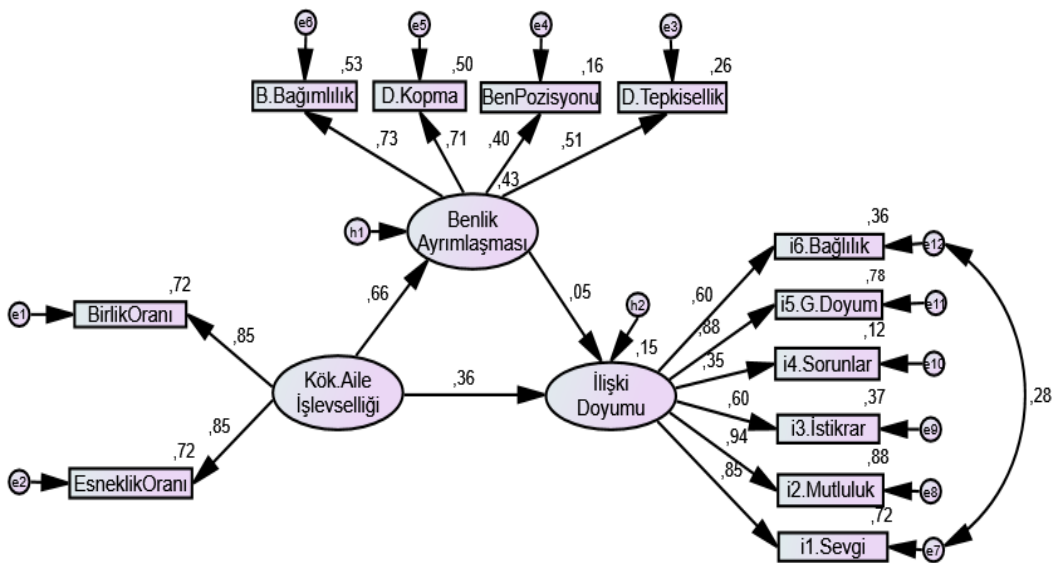 e6
e5
e4
e3
,53
,50
,16
,26
B.Bağımlılık
D.Kopma
BenPozisyonu
D.Tepkisellik
,73
,71
,40
,51
,43
h1
Benlik
Ayrımlaşması
,36
i6.Bağlılık
e12
,66
,05
,60
,78
i5.G.Doyum
e11
e1
,72
BirlikOranı
,85
h2
,88
,12
,15
,35
i4.Sorunlar
e10
Kök.Aile
İşlevselliği
,36
İlişki
Doyumu
,28
,60
,37
i3.İstikrar
e9
,85
,94
,88
,72
e2
EsneklikOranı
,85
i2.Mutluluk
e8
,72
i1.Sevgi
e7